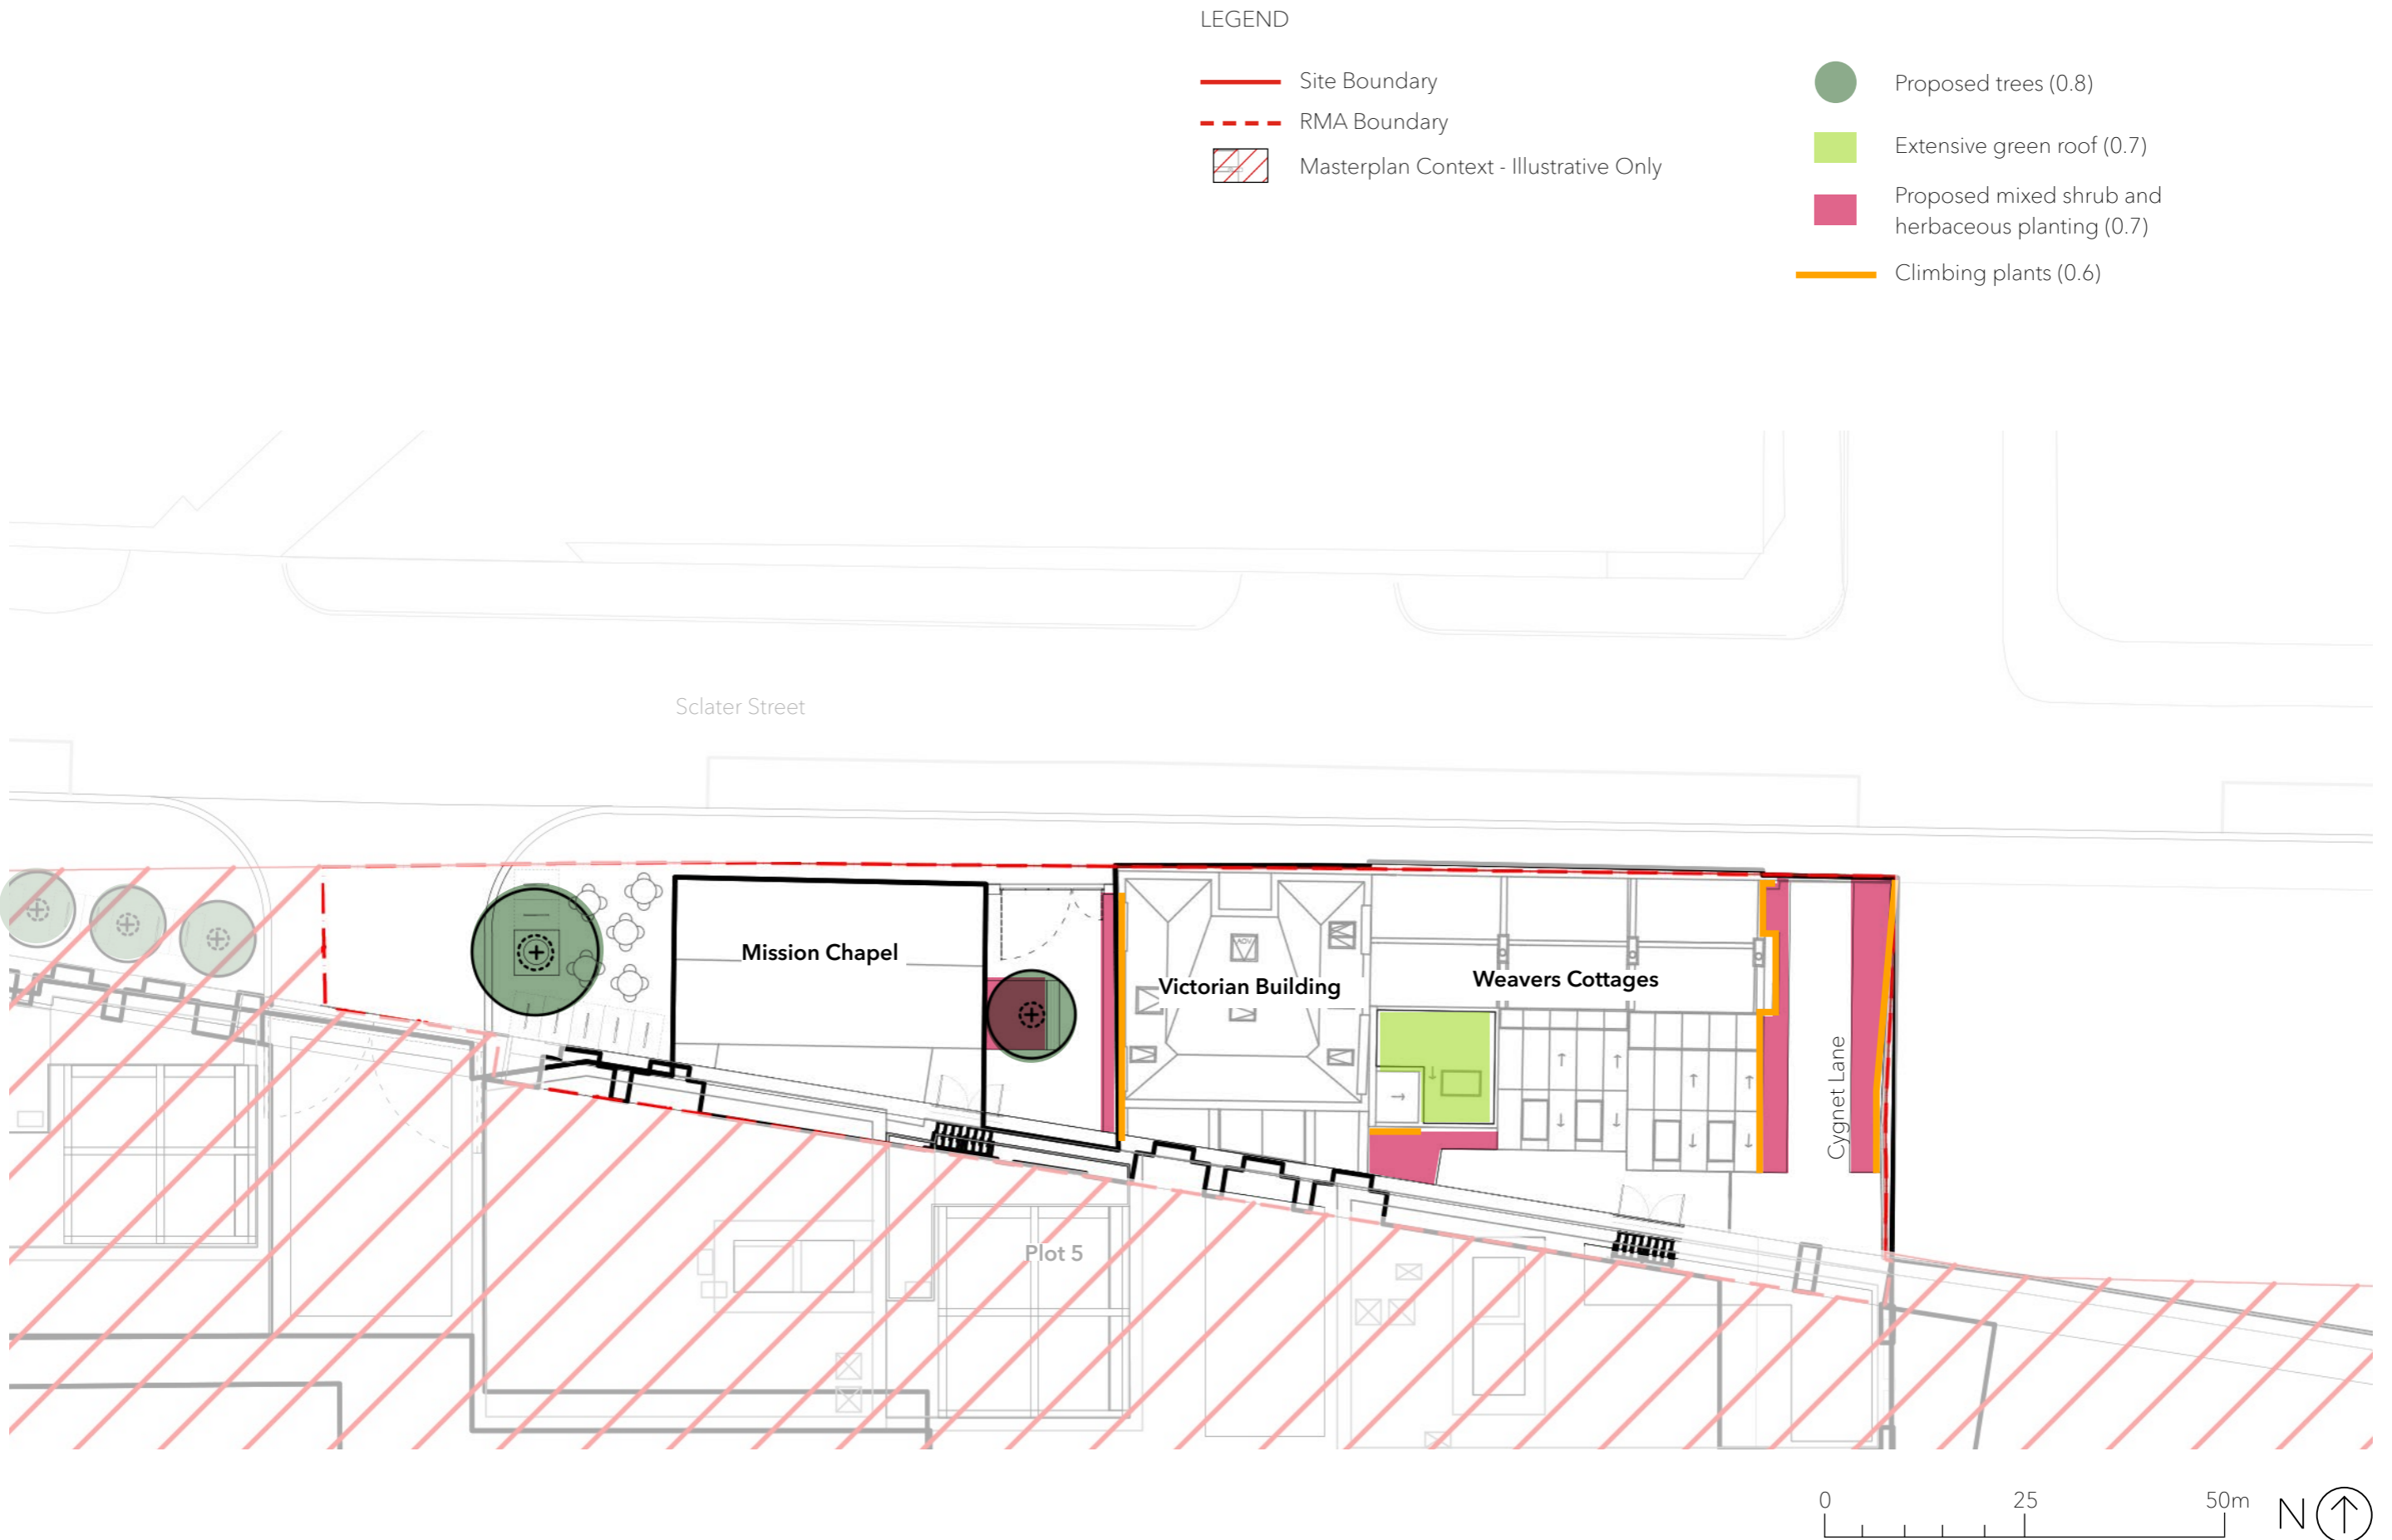 LEGEND
Site Boundary
RMA Boundary
Masterplan Context - Illustrative Only
Proposed trees (0.8)
Extensive green roof (0.7)
Proposed mixed shrub and
herbaceous planting (0.7)
Climbing plants (0.6)
Sclater Street
Mission Chapel
AOV
Victorian Building
Weavers Cottages
Cygnet Lane
Plot 5
0 25 50m
N